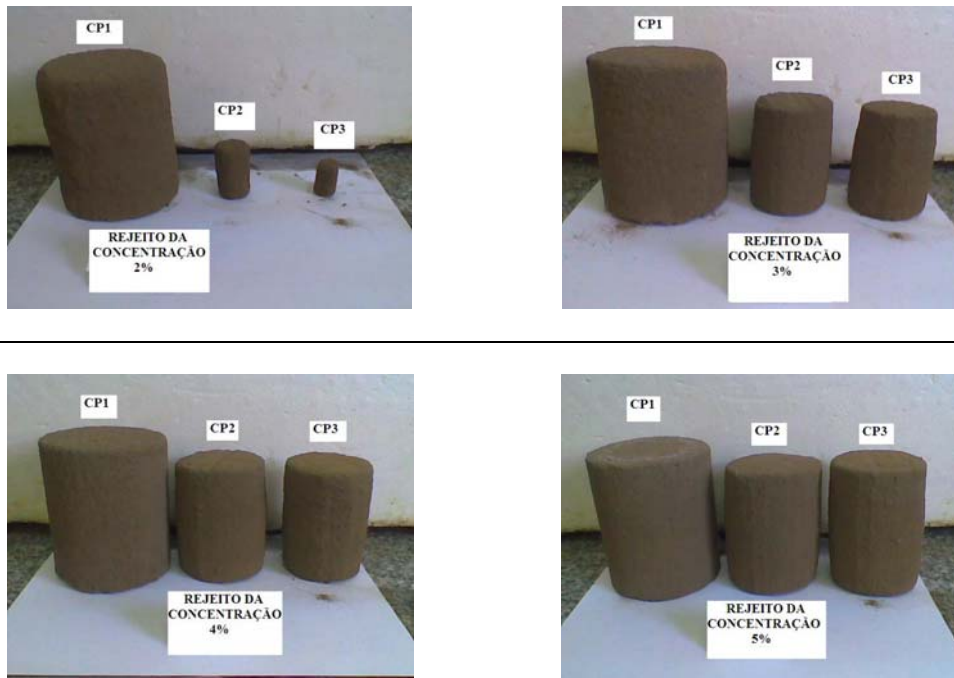 CP1
CP2
CP3
REJEITO DA
CONCENTRAÇÃO
2%
CP1
CP2
CP3
REJEITO DA
CONCENTRAÇÃO
3%
CP1
CP2
CP3
REJEITO DA
CONCENTRAÇÃO
4%
CP1
CP2
CP3
REJEITO DA
CONCENTRAÇÃO
5%